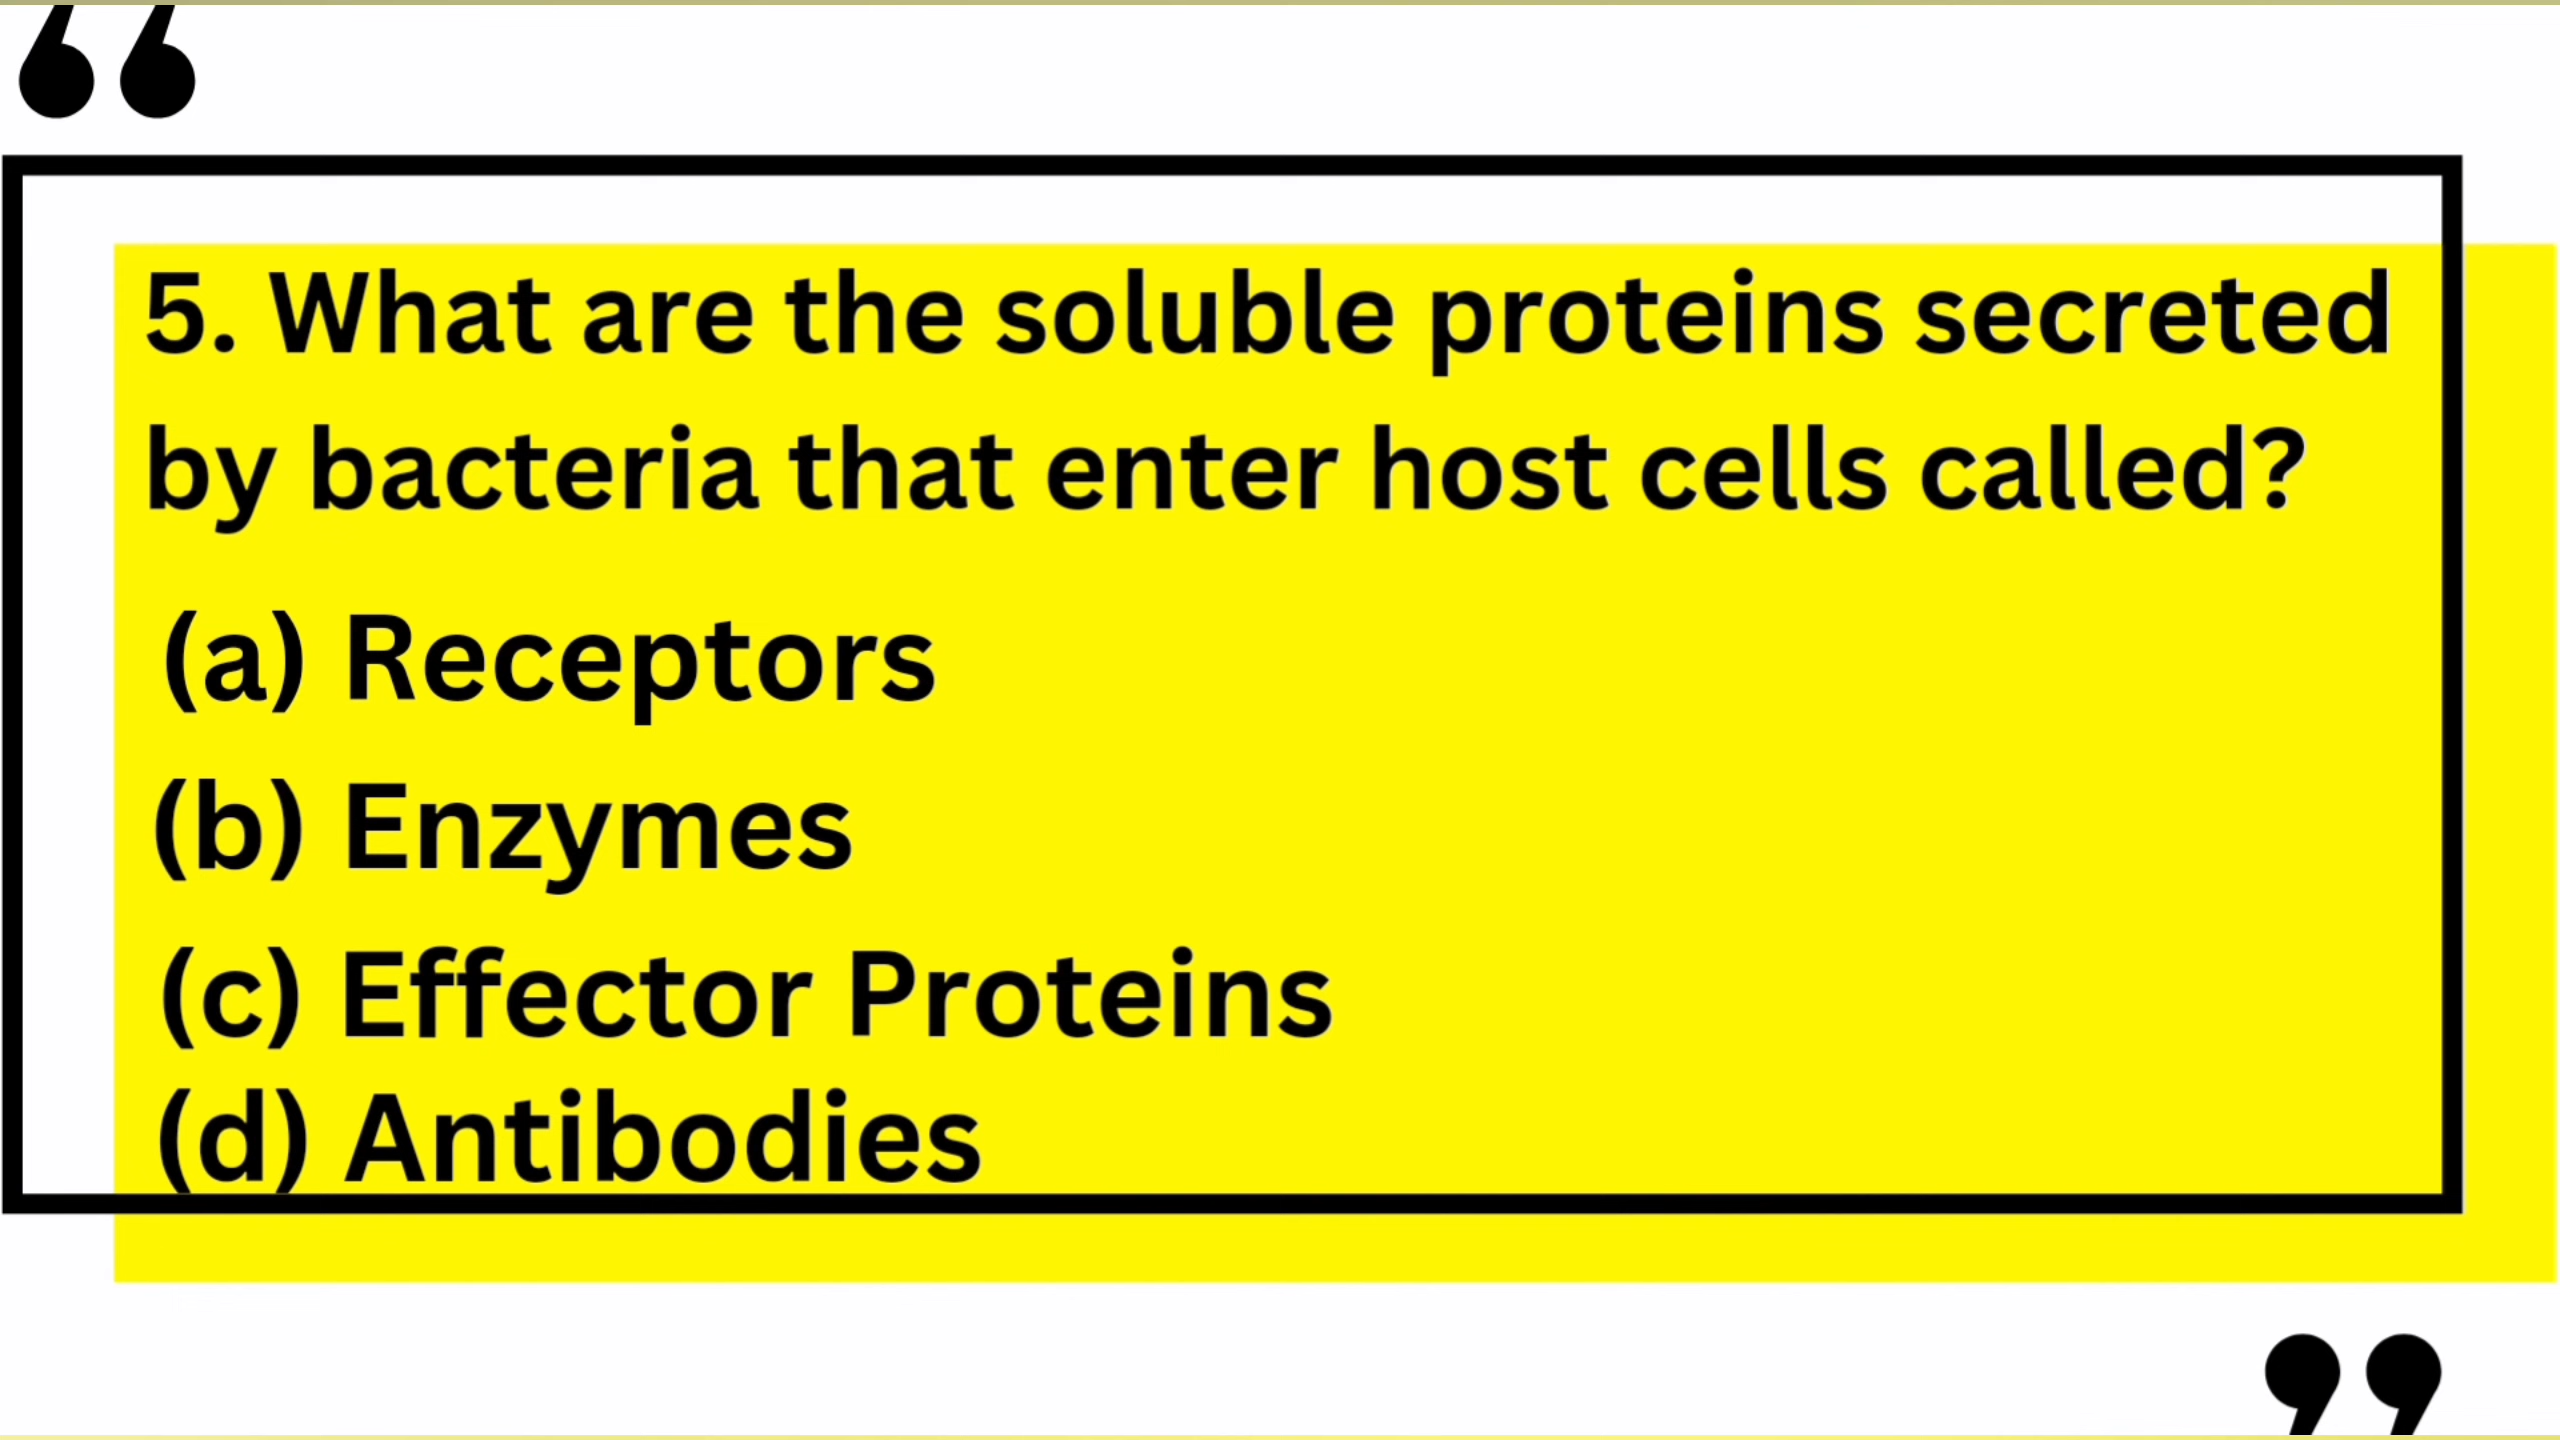 “
5. What are the soluble proteins secreted
by bacteria that enter host cells called?
(a) Receptors
(b) Enzymes
(c) Effector Proteins
(d) Antibodies
”